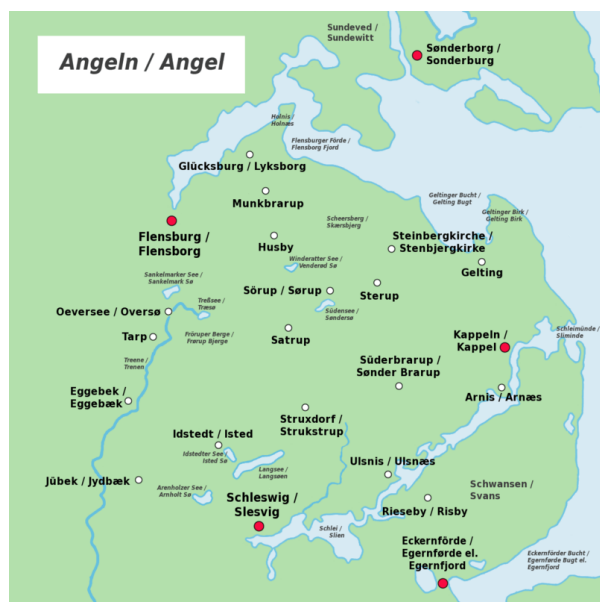 Sundeved /
Sundewitt
Sønderborg /
Sonderburg
Angeln / Angel
Holnis /
Holnæs
Flensburger Förde /
Flensborg Fjord
Glücksburg / Lyksborg
Munkbrarup
Geltinger Bucht /
Gelting Bugt
Geltinger Birk /
Gelting Birk
Scheersberg /
Skærsbjerg
Flensburg /
Flensborg
Husby
Steinbergkirche /
Stenbjergkirke
Gelting
Winderatter See /
Venderød Sø
Sankelmarker See /
Sankelmark Sø
Sörup / Sørup
Sterup
Treßsee /
Træsø
Oeversee / Oversø
Südensee /
Søndersø
Tarp
Fröruper Berge /
Frørup Bjerge
Satrup
Kappeln /
Kappel
Schleimünde /
Sliminde
Treene /
Trenen
Süderbrarup /
Sønder Brarup
Eggebek /
Eggebæk
Arnis / Arnæs
Struxdorf /
Strukstrup
Idstedt / Isted
Idstedter See /
Isted Sø
Langsee /
Langsøen
Ulsnis / Ulsnæs
Jübek / Jydbæk
Arenholzer See /
Arnholt Sø
Schleswig /
Slesvig
Schwansen /
Svans
Rieseby / Risby
Schlei /
Slien
Eckernförde /
Egernførde el.
Egernfjord
Eckernförder Bucht /
Egernførde Bugt el.
Egernfjord